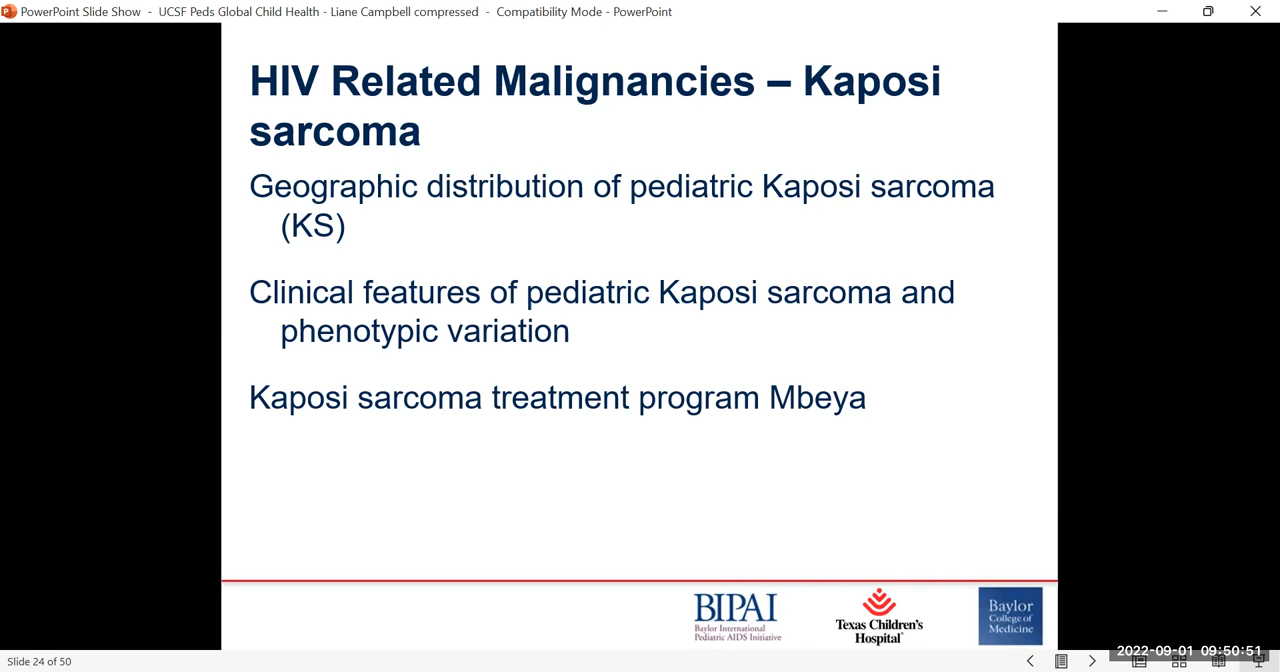 PowerPoint Slide Show - UCSF Peds Global Child Health - Liane Campbell compressed - Compatibility Mode - PowerPoint
HIV Related Malignancies – Kaposi
sarcoma
Geographic distribution of pediatric Kaposi sarcoma
(KS)
Clinical features of pediatric Kaposi sarcoma and
phenotypic variation
Kaposi sarcoma treatment program Mbeya
BIPAI
Baylor International
Pediatric AIDS Initiative
Texas Children's
Hospital
Baylor
College of
Medicine
2022-09-01 09:50:51
Slide 24 of 50